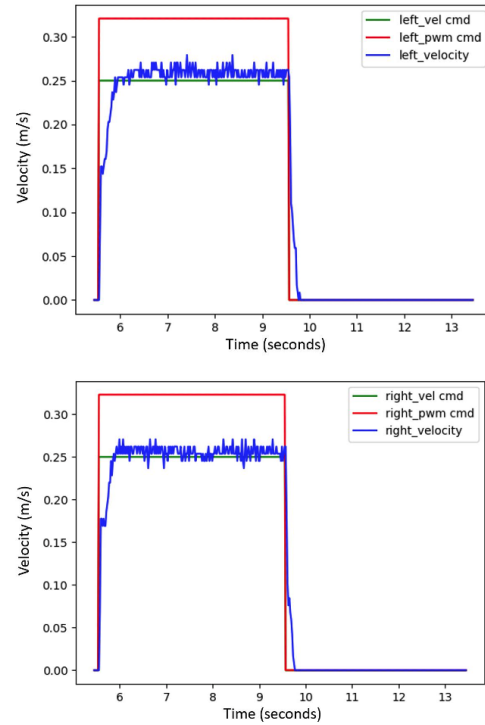 left_vel cmd
left_pwm cmd
left_velocity
0.30
0.25
0.20
0.15
0.10
0.05
0.00
Velocity (m/s)
6 7 8 9 10 11 12 13
Time (seconds)
right_vel cmd
right_pwm cmd
right_velocity
0.30
0.25
0.20
0.15
0.10
0.05
0.00
Velocity (m/s)
6 7 8 9 10 11 12 13
Time (seconds)